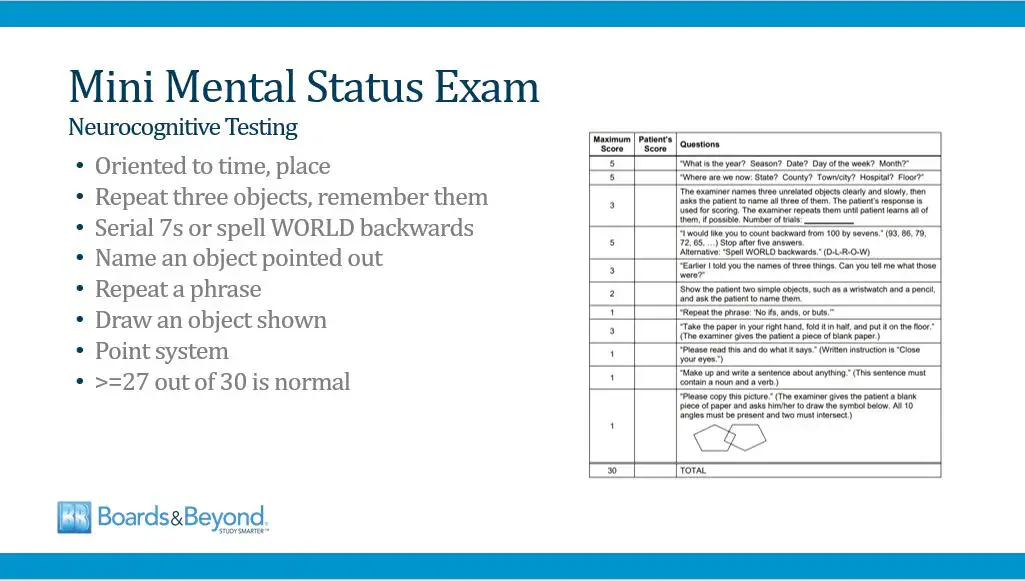 Mini Mental Status Exam
Neurocognitive Testing
• Oriented to time, place
• Repeat three objects, remember them
• Serial 7s or spell WORLD backwards
• Name an object pointed out
• Repeat a phrase
• Draw an object shown
• Point system
• >=27 out of 30 is normal
Maximum Score Patient's Score Questions
5 "What is the year? Season? Date? Day of the week? Month?"
5 "Where are we now: State? County? Town/city? Hospital? Floor?"
The examiner names three unrelated objects clearly and slowly, then
asks the patient to name all three of them. The patient's response is
3
used for scoring. The examiner repeats them until patient learns all of
them, if possible. Number of trials: ___________
"I would like you to count backward from 100 by sevens." (93, 86, 79,
5 72, 65, …) Stop after five answers.
Alternative: "Spell WORLD backwards." (D-L-R-O-W)
3 "Earlier I told you the names of three things. Can you tell me what those
were?"
2 Show the patient two simple objects, such as a wristwatch and a pencil,
and ask the patient to name them.
1 "Repeat the phrase: 'No ifs, ands, or buts.'"
3 "Take the paper in your right hand, fold it in half, and put it on the floor."
(The examiner gives the patient a piece of blank paper.)
1 "Please read this and do what it says." (Written instruction is "Close
your eyes.")
1 "Make up and write a sentence about anything." (This sentence must
contain a noun and a verb.)
"Please copy this picture." (The examiner gives the patient a blank
piece of paper and asks him/her to draw the symbol below. All 10
angles must be present and two must intersect.)
1
30 TOTAL
BB Boards&Beyond.
STUDY SMARTER™